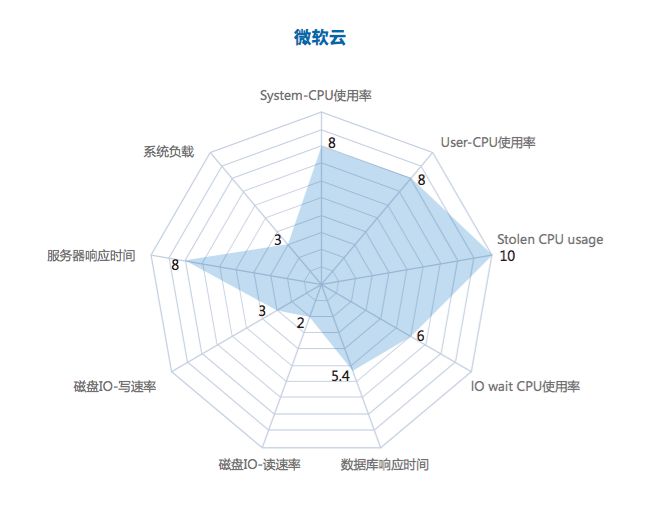 微软云
System-CPU使用率
8
User-CPU使用率
系统负载
8
3
Stolen CPU usage
服务器响应时间
10
8
3
2
6
5.4
磁盘IO-写速率
IO wait CPU使用率
磁盘IO-读速率
数据库响应时间